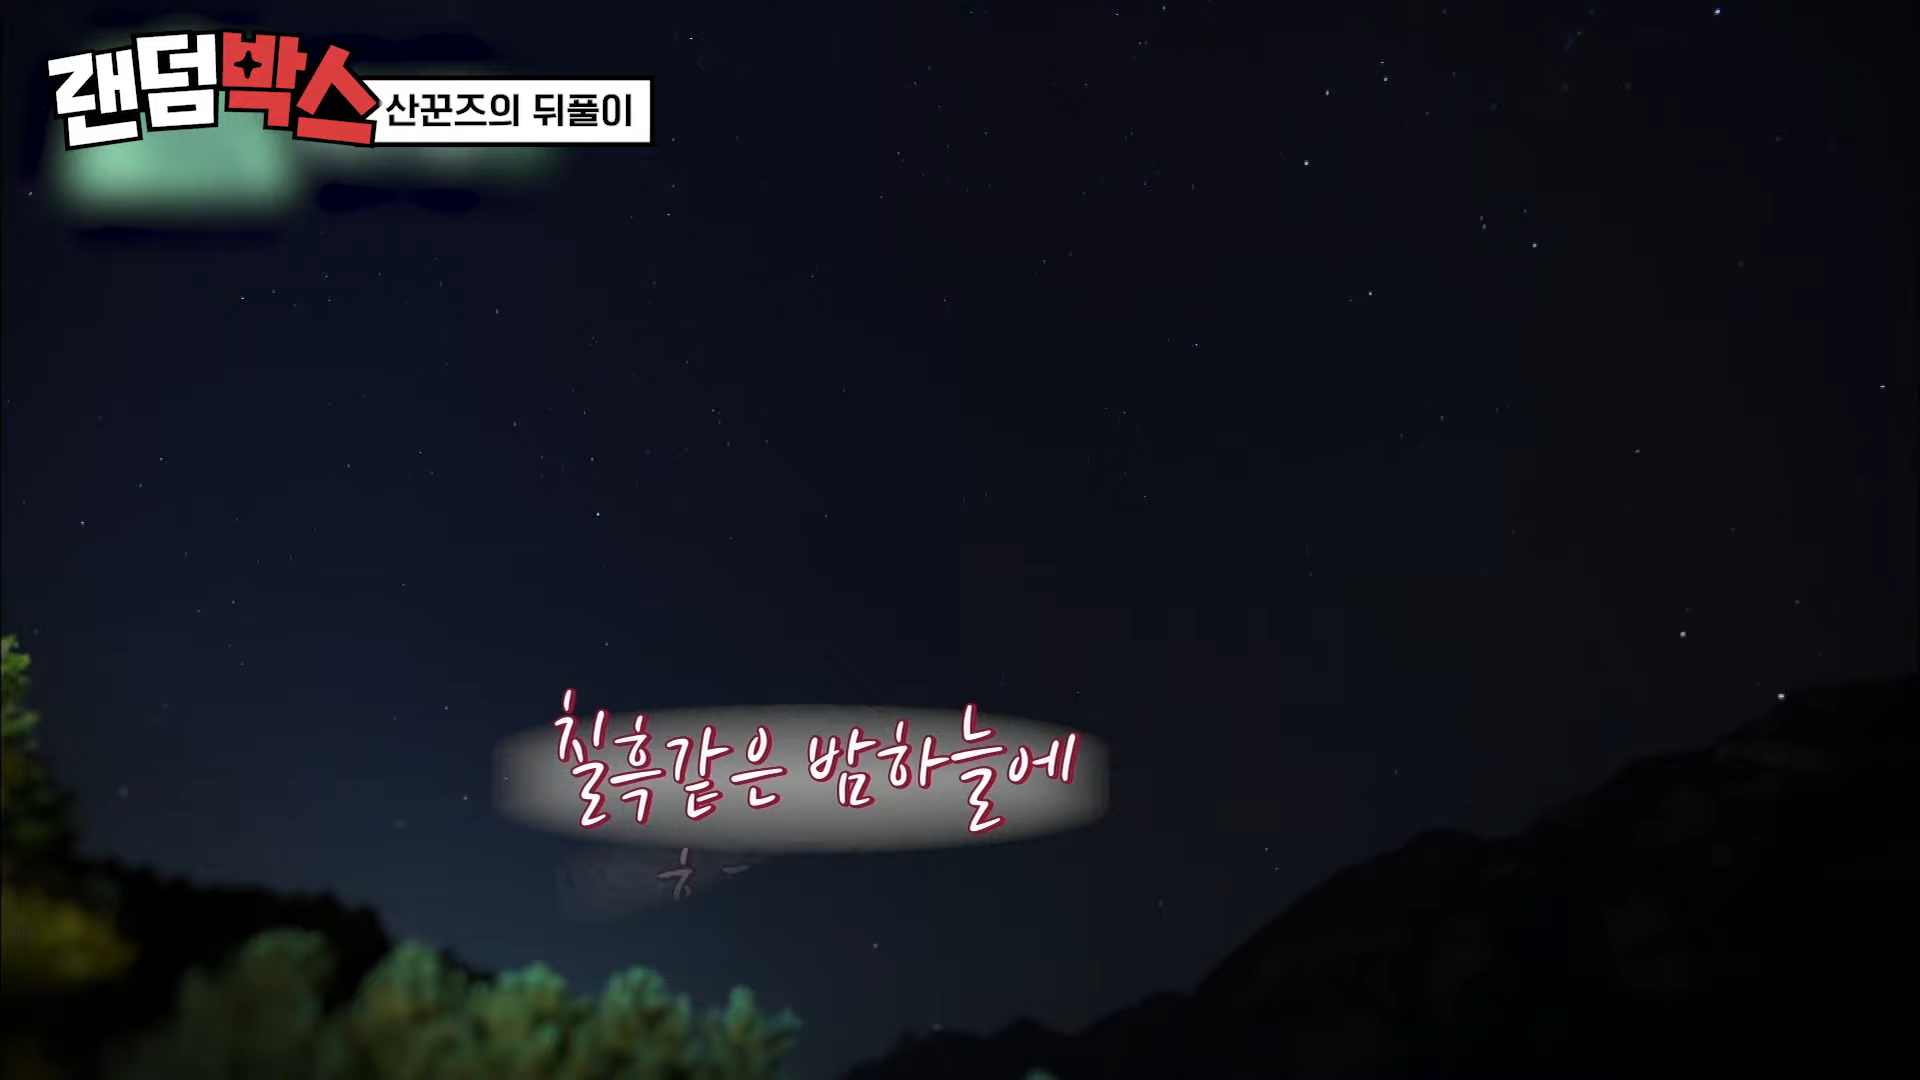 랜덤박스
산꾼즈의 뒤풀이
칠흑같은 밤하늘에